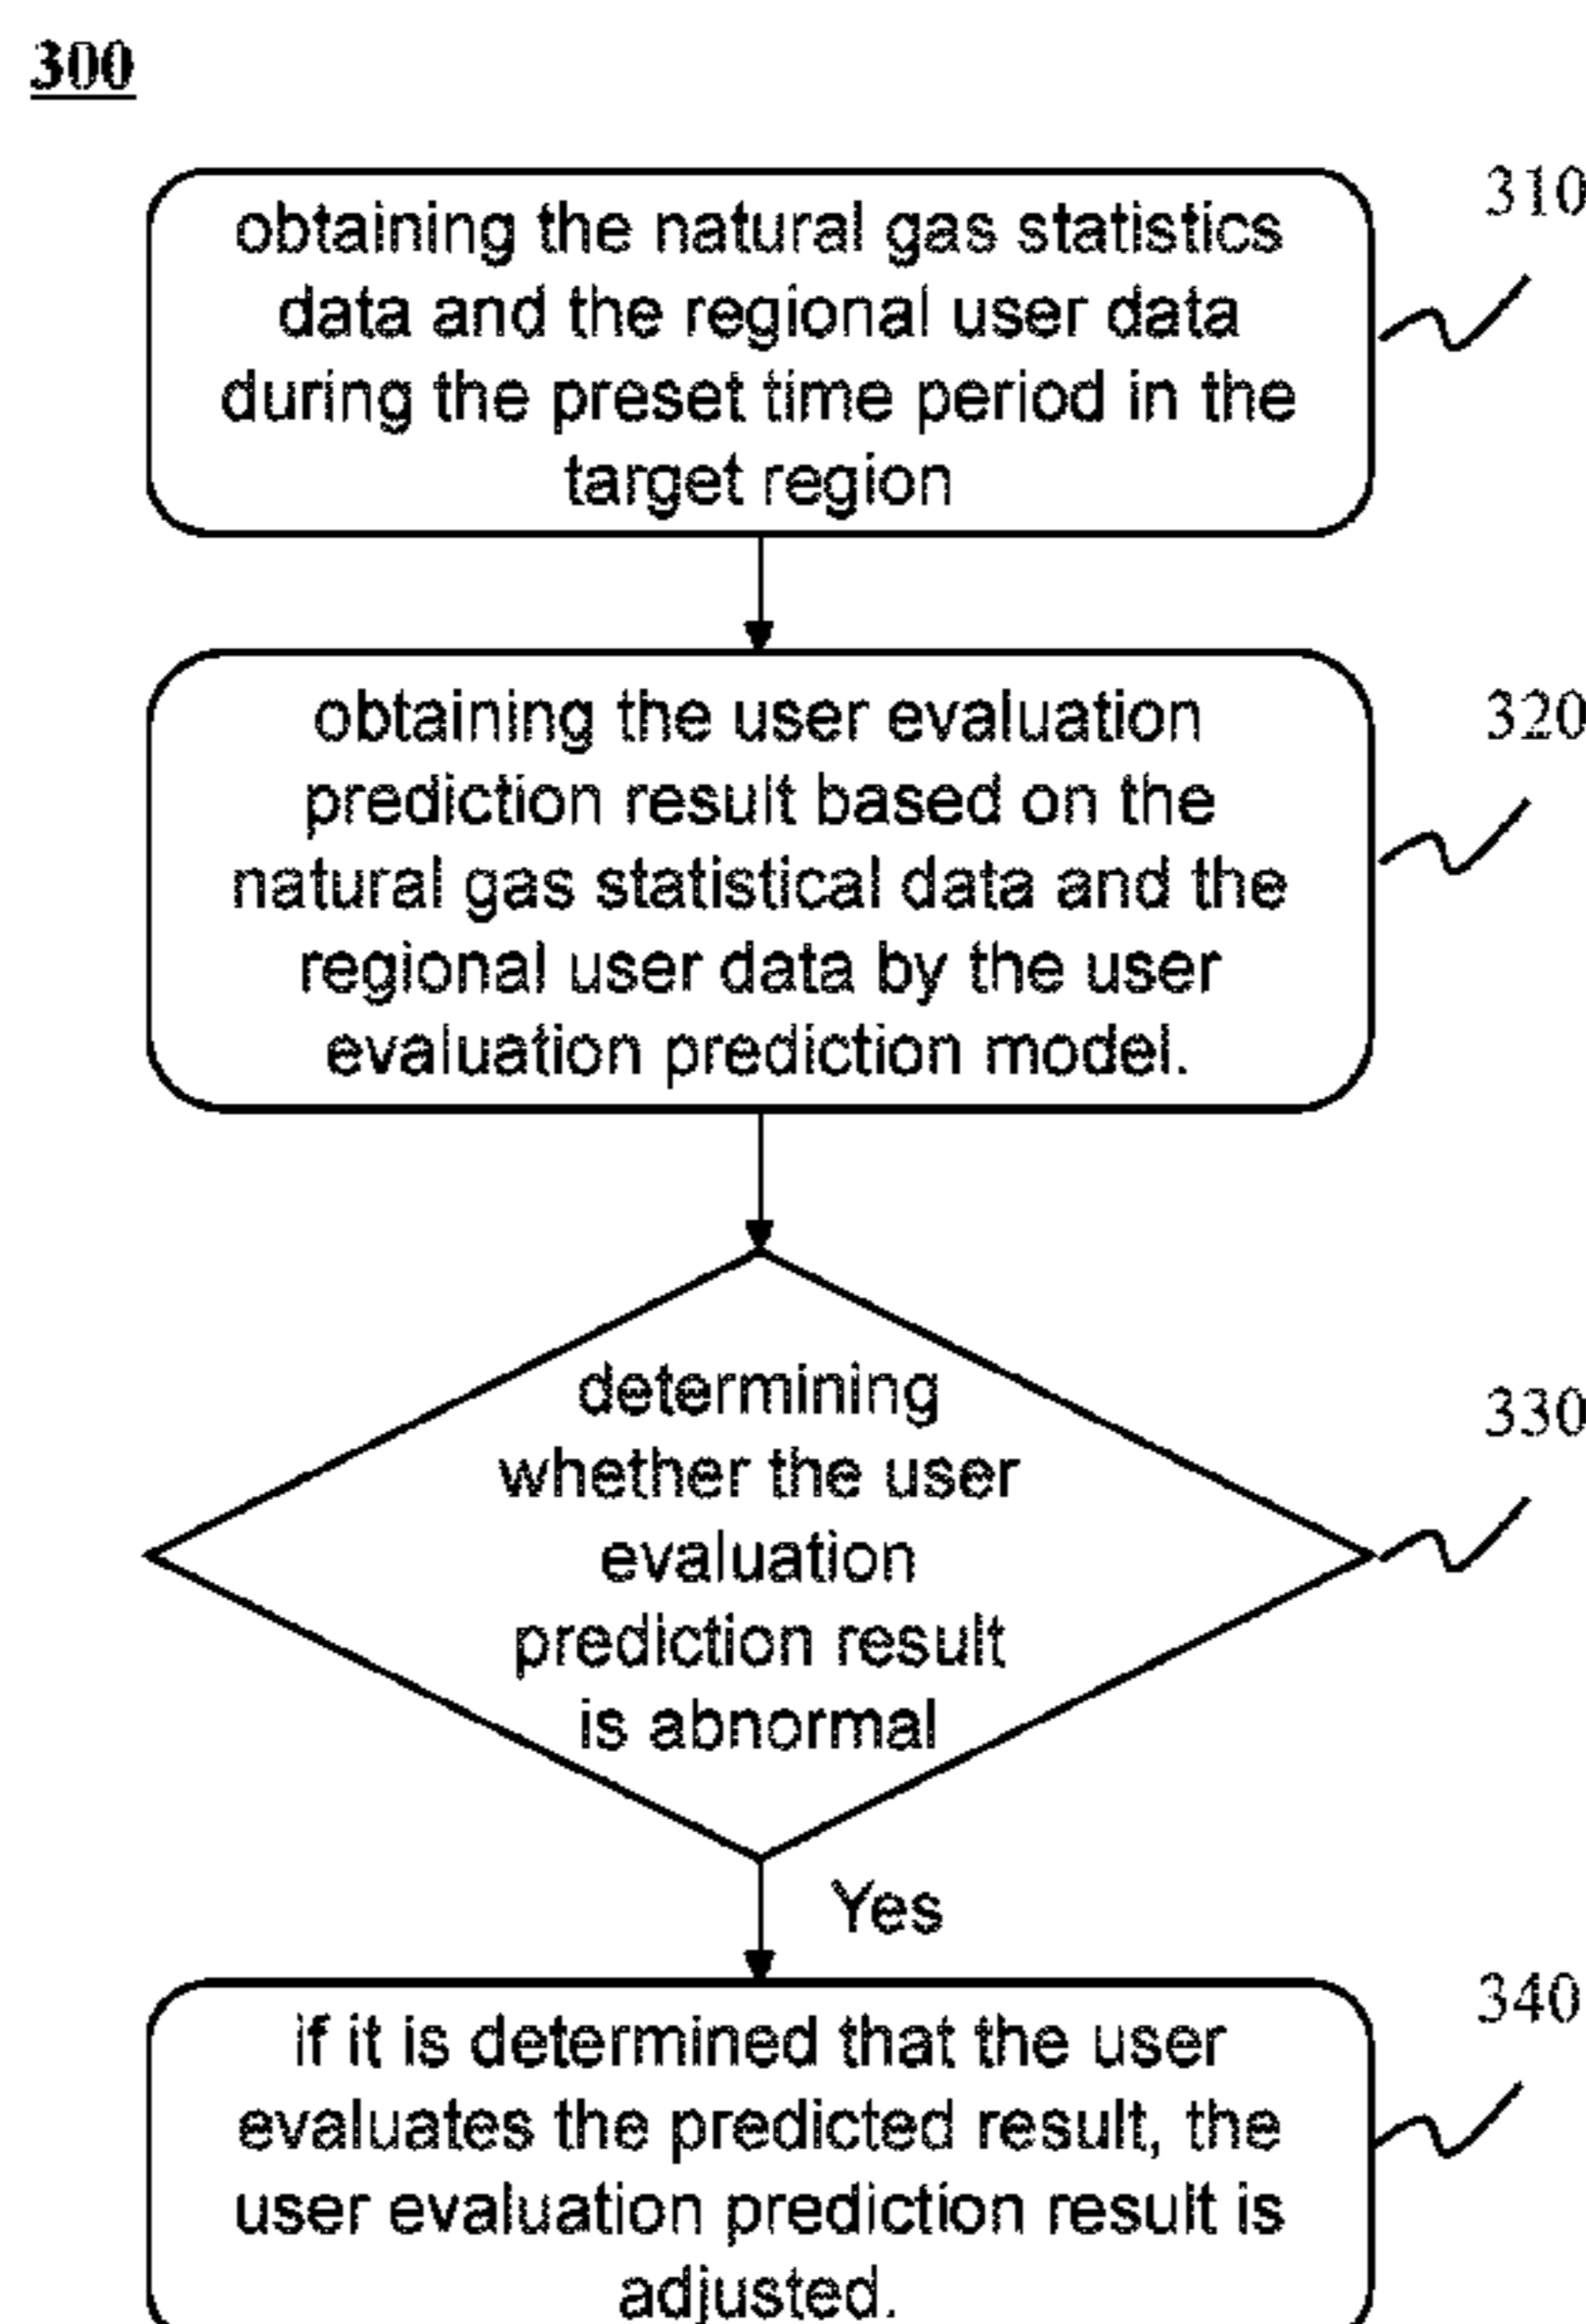 300
310
obtaining the natural gas statistics
data and the regional user data
during the preset time period in the
target region
320
obtaining the user evaluation
prediction result based on the
natural gas statistical data and the
regional user data by the user
evaluation prediction model.
330
determining
whether the user
evaluation
prediction result
is abnormal
Yes
340
if it is determined that the user
evaluates the predicted result, the
user evaluation prediction result is
adjusted.